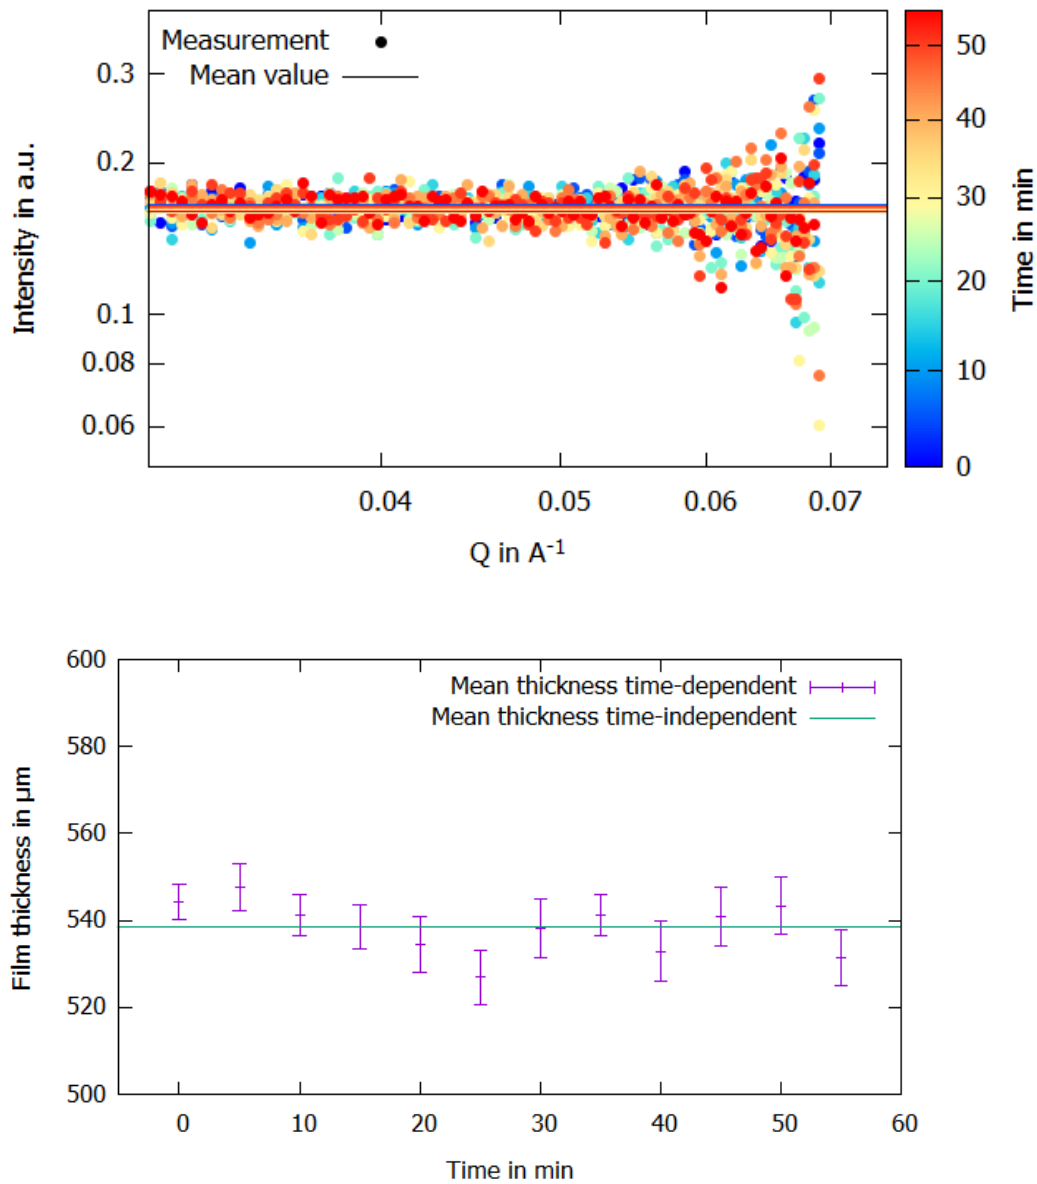 Measurement
Mean value
0.3
0.2
0.1
0.08
0.06
Intensity in a.u.
0.04 0.05 0.06 0.07
Q in A-1
50
40
30
20
10
0
Time in min
600
580
560
540
520
500
Film thickness in µm
Mean thickness time-dependent
Mean thickness time-independent
0 10 20 30 40 50 60
Time in min